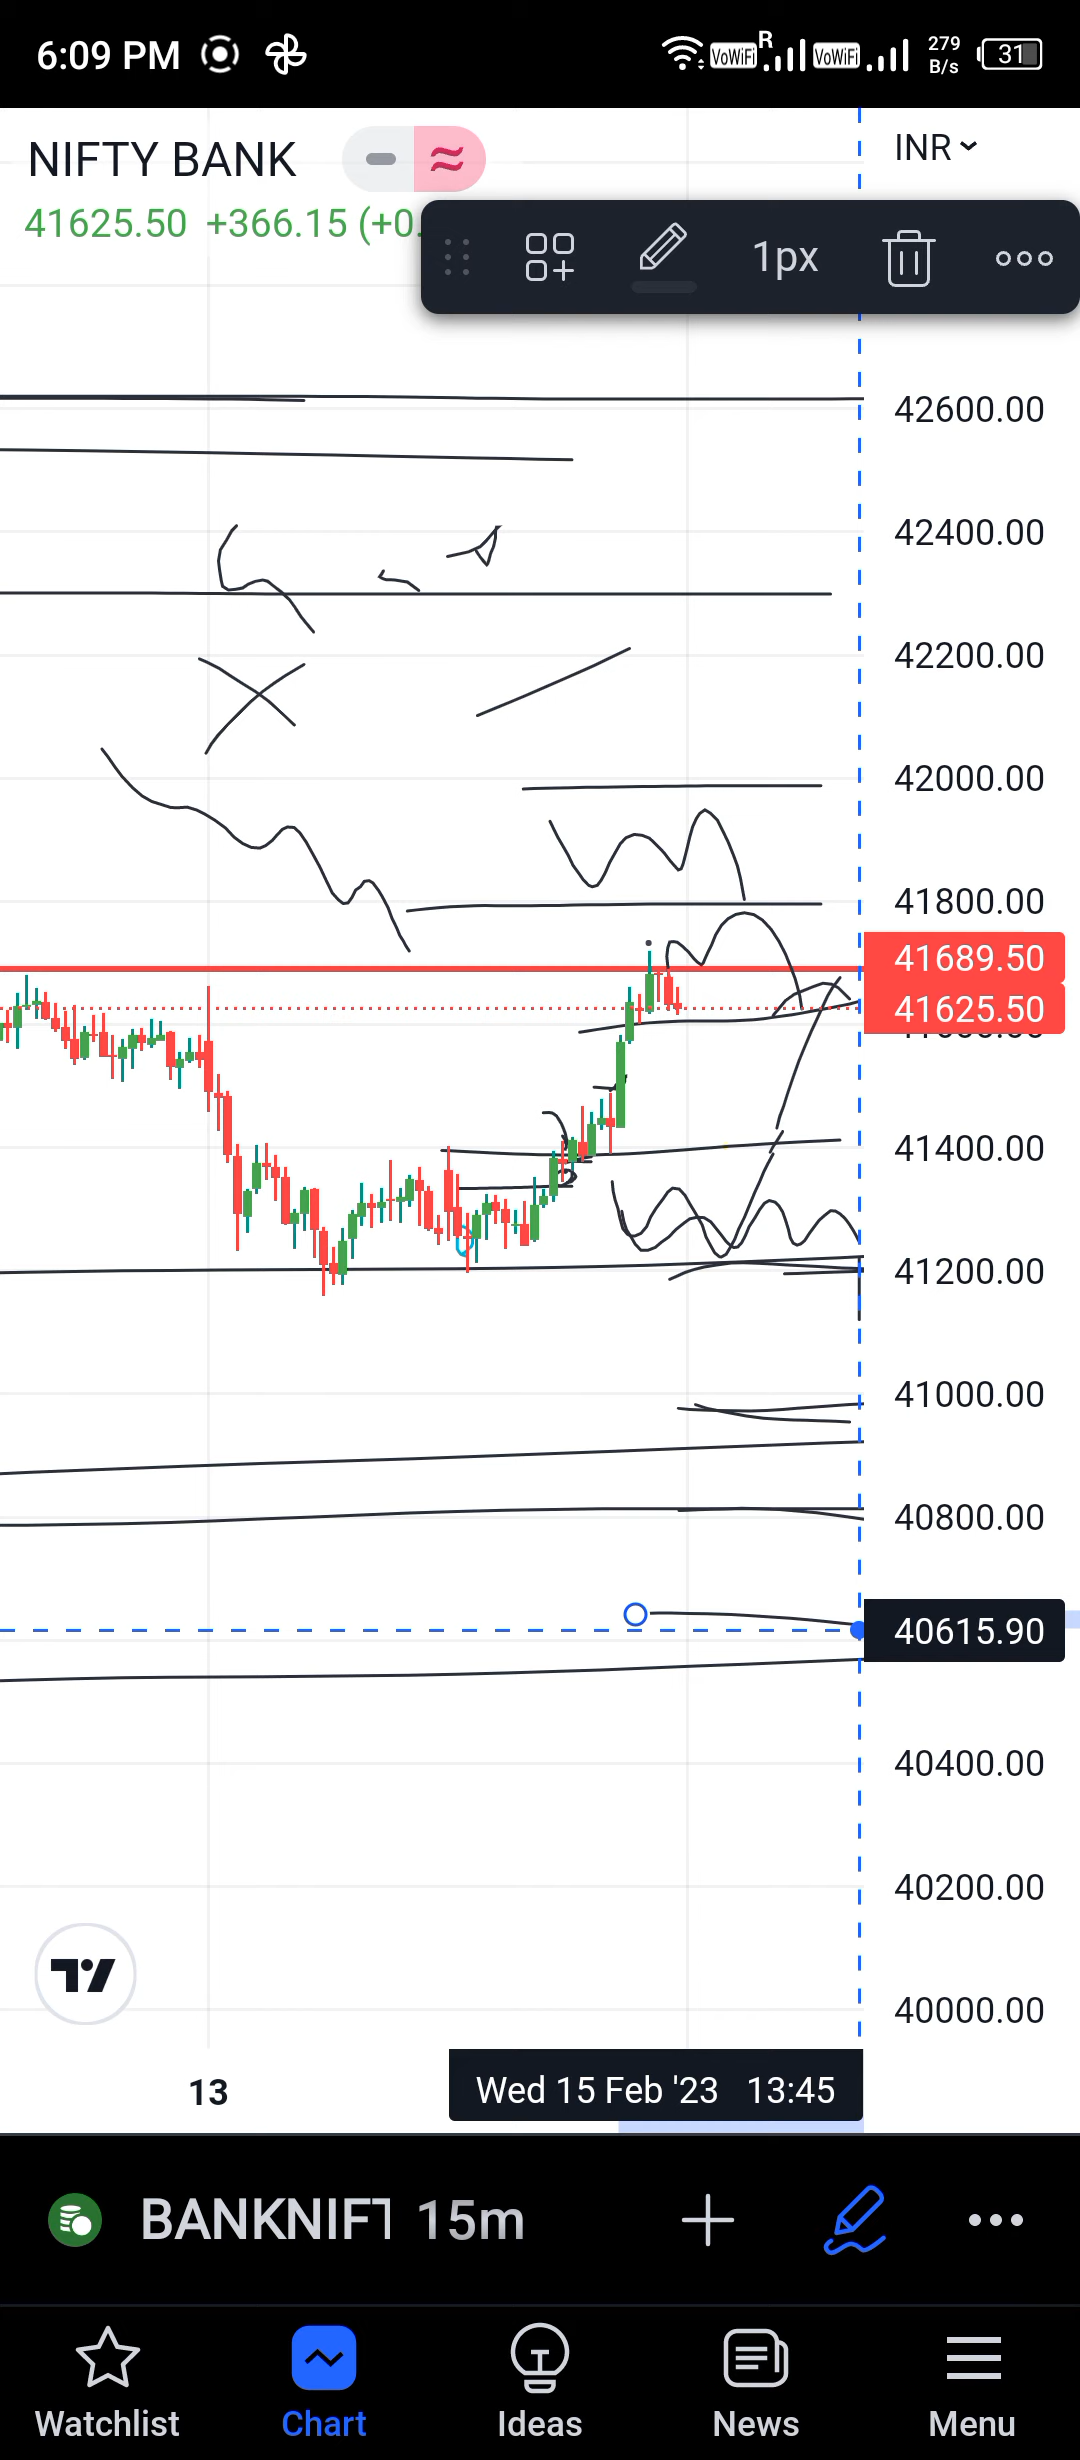 6:09 PM
R
VoWiFi VoWiFi 279 B/s 31
NIFTY BANK
INR
41625.50 +366.15 (+0.
1px
42600.00
42400.00
42200.00
42000.00
41800.00
41689.50
41625.50
41400.00
41200.00
41000.00
40800.00
40615.90
40400.00
40200.00
40000.00
13
Wed 15 Feb '23 13:45
BANKNIFT 15m
Watchlist Chart Ideas News Menu